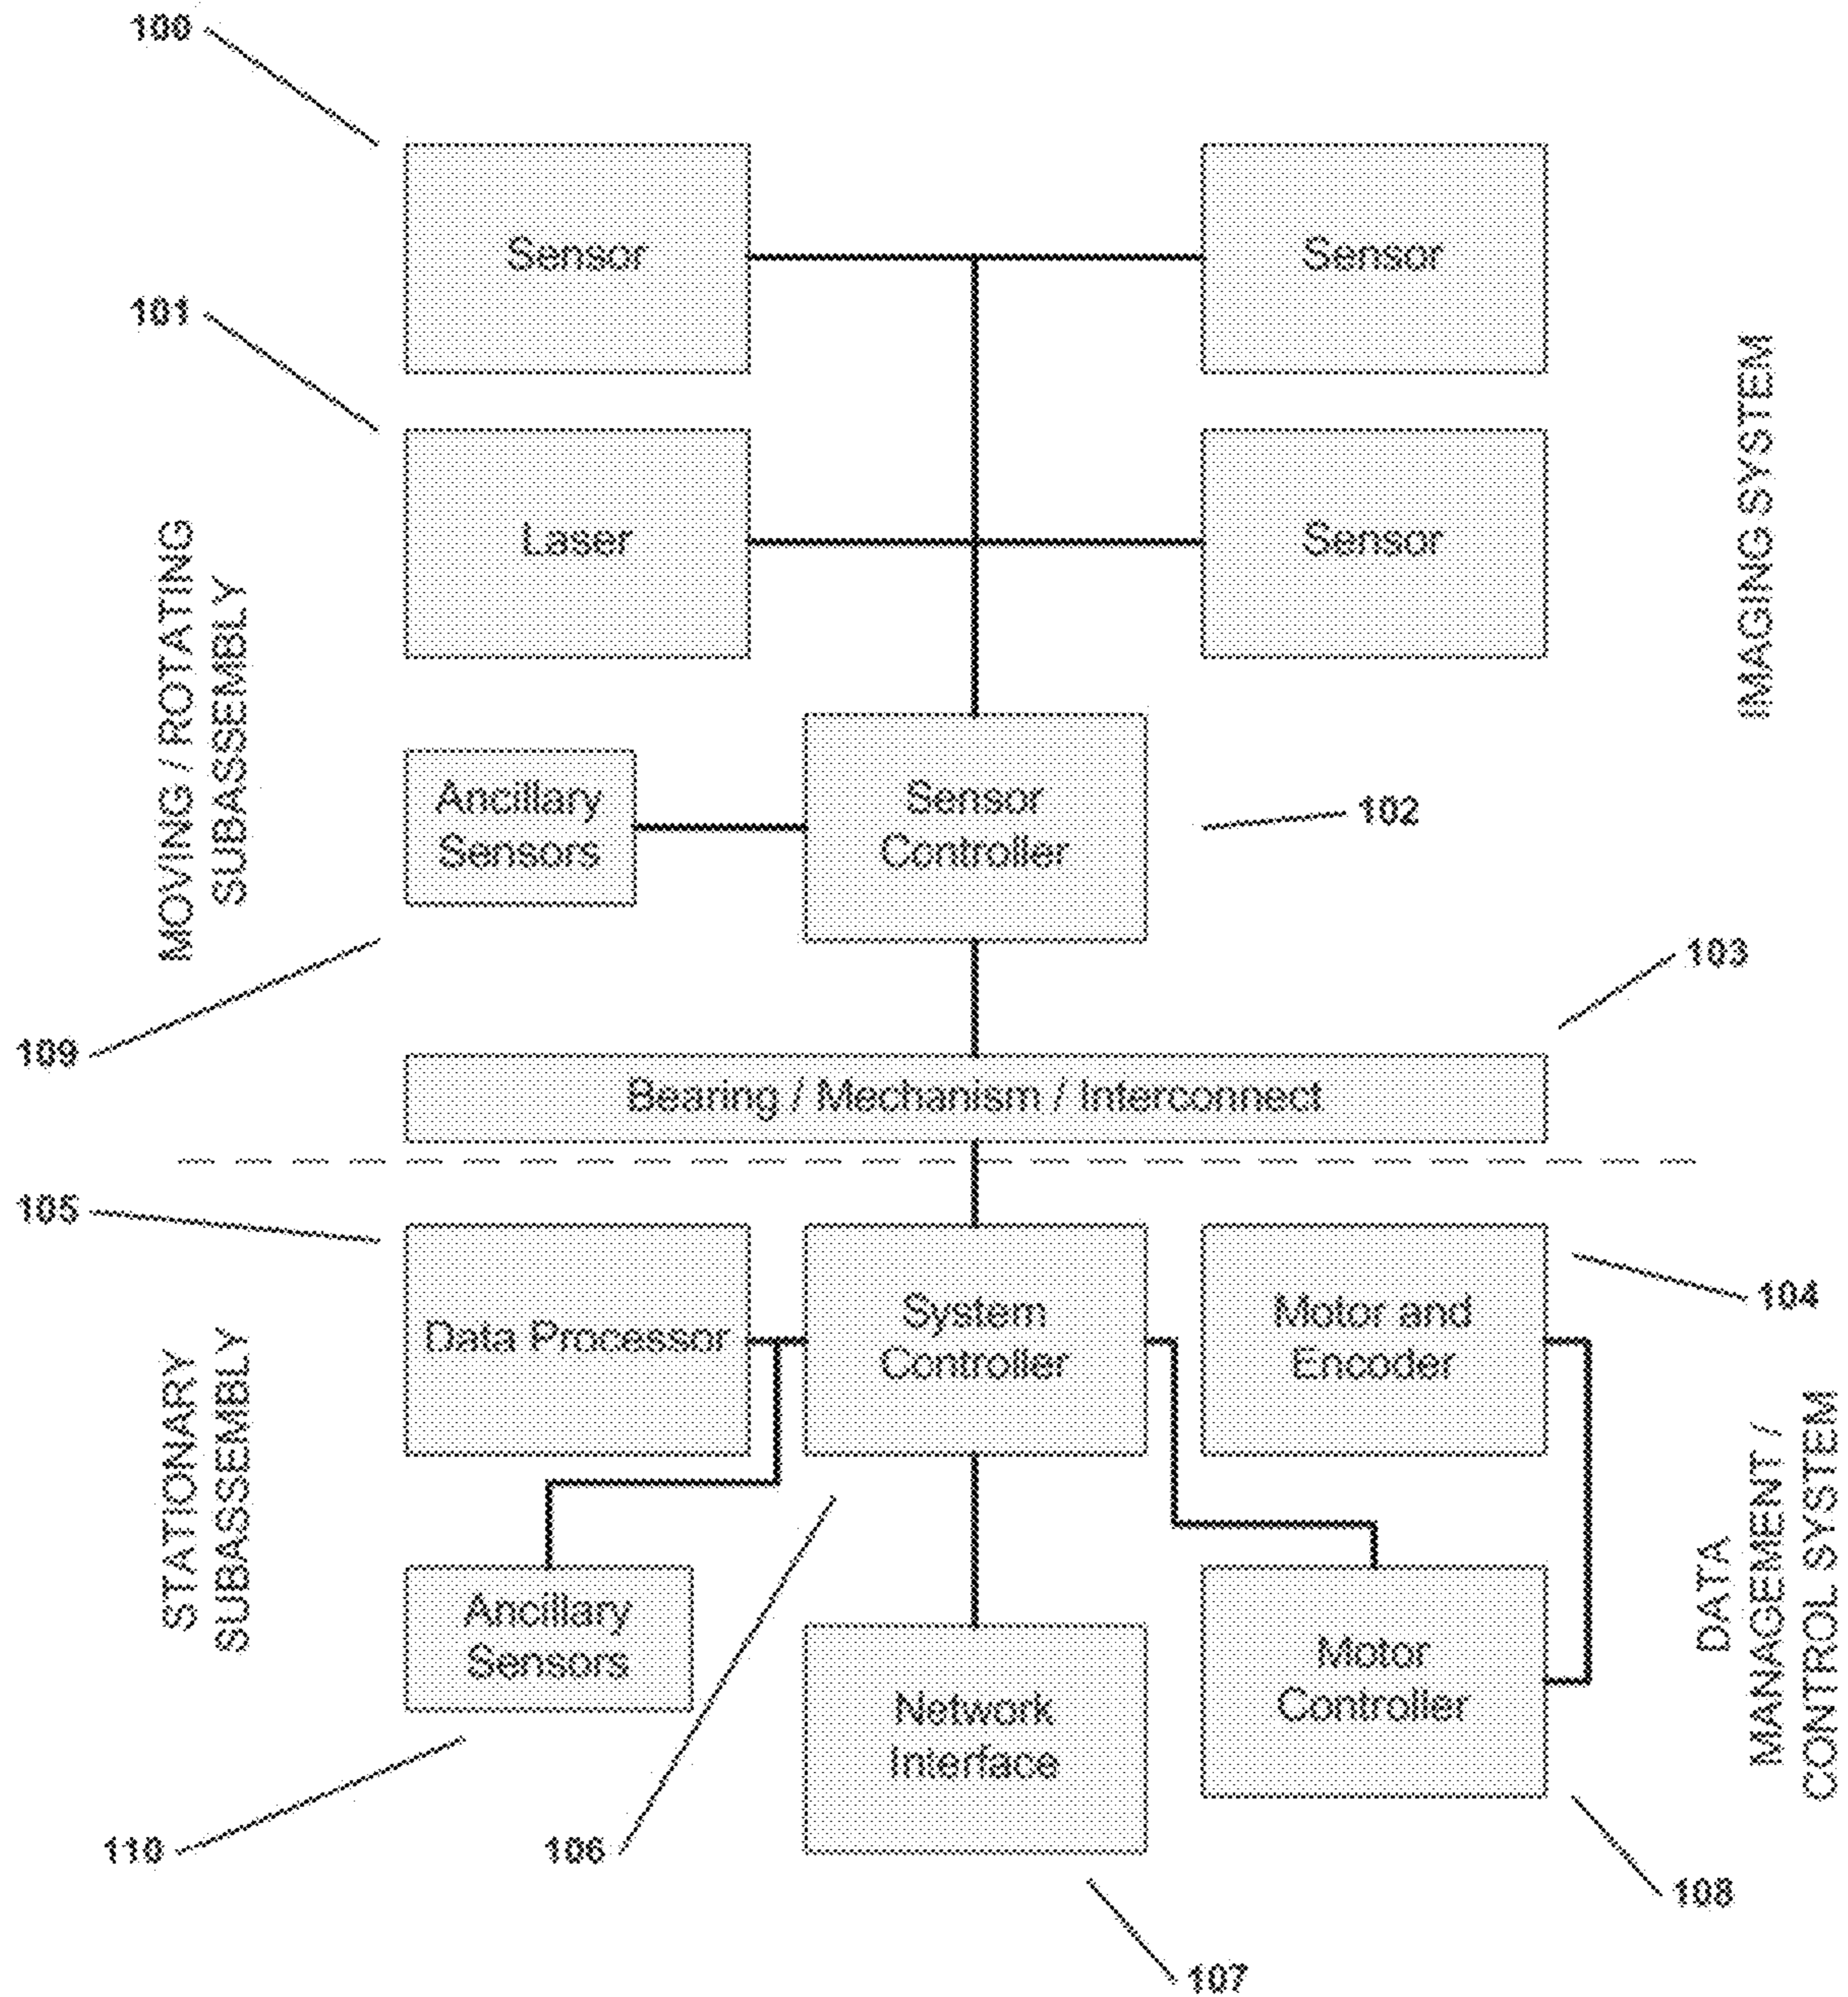 100
Sensor
Sensor
101
Laser
Sensor
MOVING / ROTATING
SUBASSEMBLY
IMAGING SYSTEM
Ancillary
Sensors
Sensor
Controller
102
109
103
Bearing / Mechanism / Interconnect
105
Data Processor
System
Controller
Motor and
Encoder
104
STATIONARY
SUBASSEMBLY
DATA
MANAGEMENT /
CONTROL SYSTEM
Ancillary
Sensors
Network
Interface
Motor
Controller
110
106
108
107